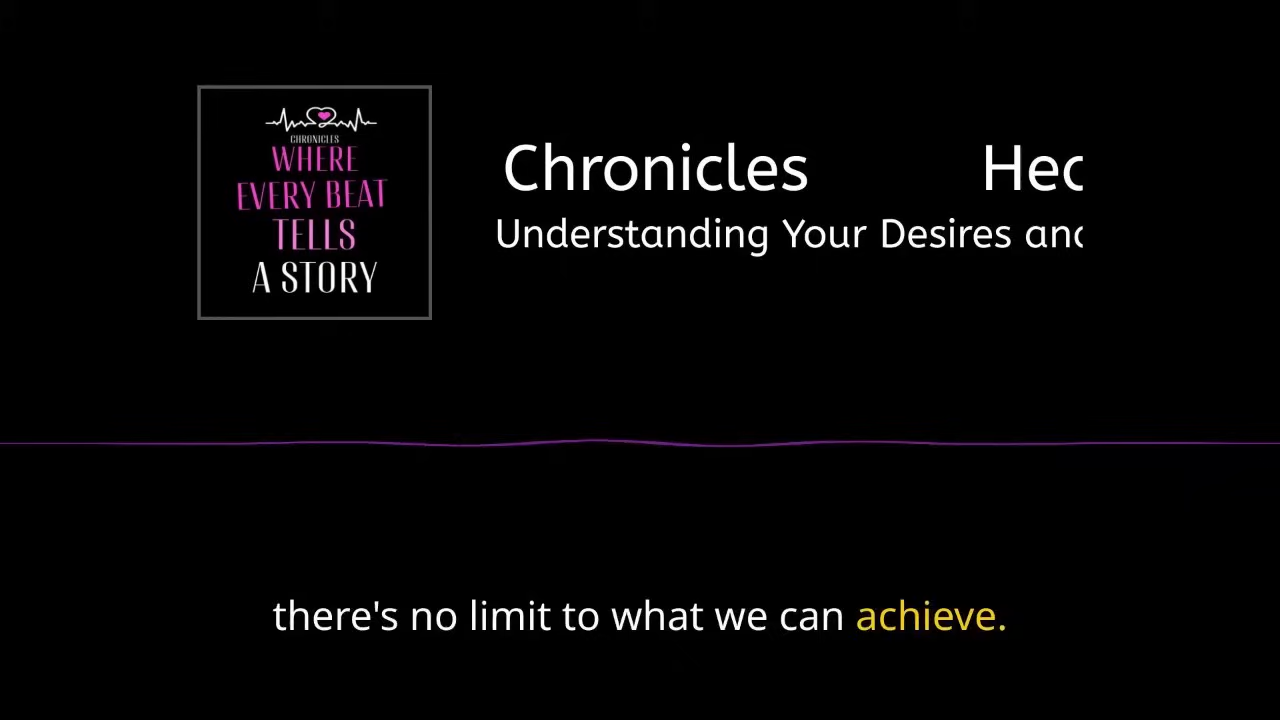 CHRONICLES
WHERE
EVERY BEAT
TELLS
A STORY
Chronicles
Understanding Your Desires
there's no limit to what we can achieve.